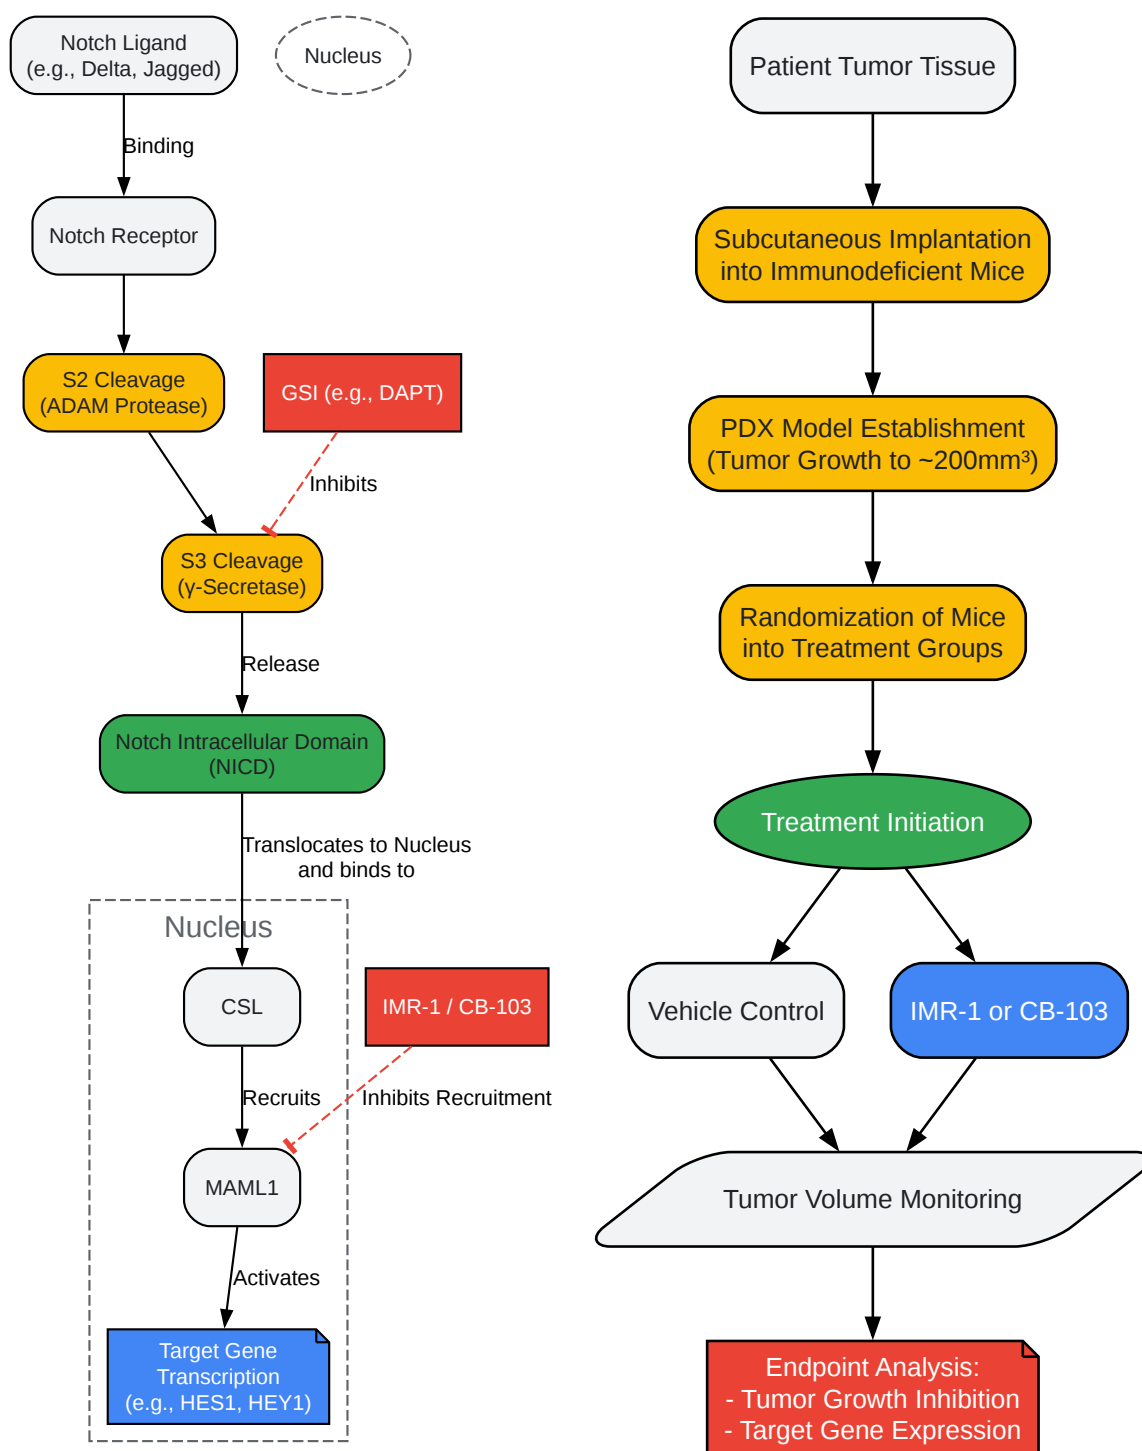 Notch Ligand
(e.g., Delta, Jagged)
Nucleus
Binding
Notch Receptor
S2 Cleavage
(ADAM Protease)
GSI (e.g., DAPT)
Inhibits
S3 Cleavage
(γ-Secretase)
Release
Notch Intracellular Domain
(NICD)
Translocates to Nucleus
and binds to
Nucleus
CSL
IMR-1 / CB-103
Recruits
Inhibits Recruitment
MAML1
Activates
Target Gene
Transcription
(e.g., HES1, HEY1)
Patient Tumor Tissue
Subcutaneous Implantation
into Immunodeficient Mice
PDX Model Establishment
(Tumor Growth to ~200mm³)
Randomization of Mice
into Treatment Groups
Treatment Initiation
Vehicle Control
IMR-1 or CB-103
Tumor Volume Monitoring
Endpoint Analysis:
- Tumor Growth Inhibition
- Target Gene Expression